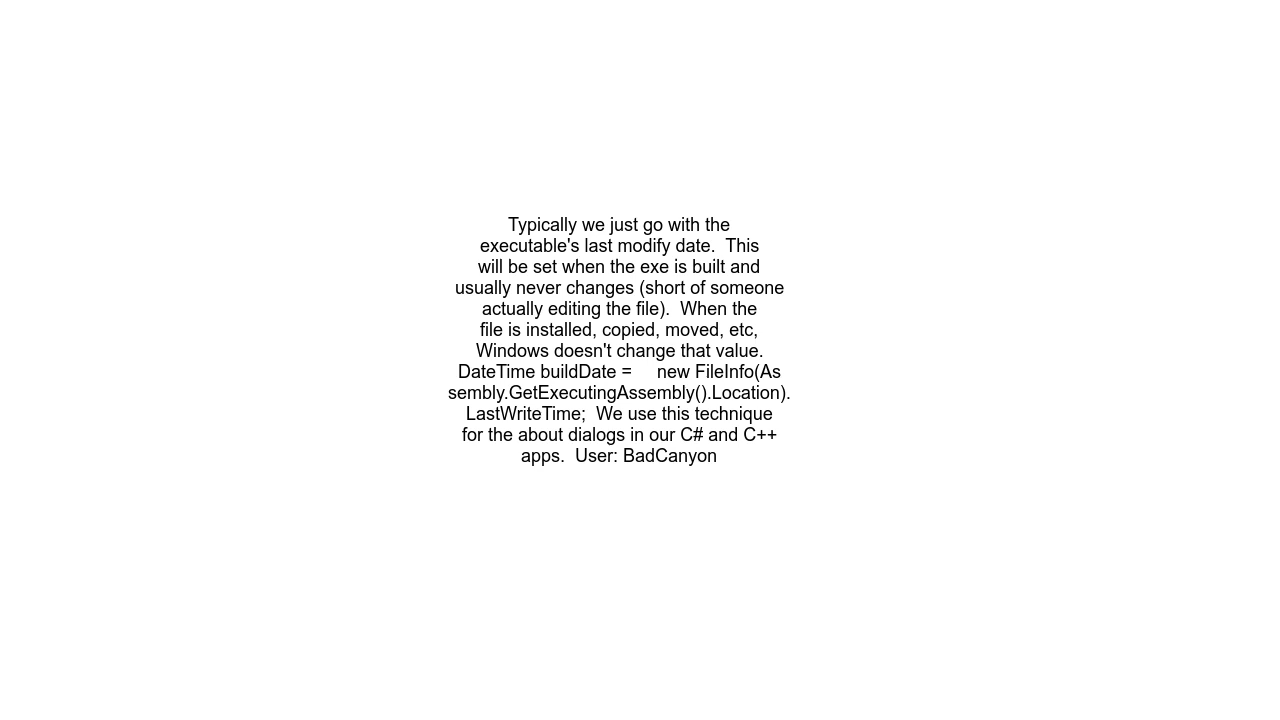 Typically we just go with the
executable's last modify date.  This
will be set when the exe is built and
usually never changes (short of someone
actually editing the file).  When the
file is installed, copied, moved, etc,
Windows doesn't change that value.
DateTime buildDate =     new FileInfo(As
sembly.GetExecutingAssembly().Location).
LastWriteTime;  We use this technique
for the about dialogs in our C# and C++
apps.  User: BadCanyon